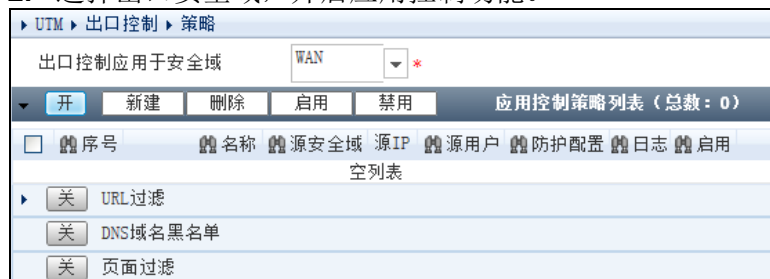 2. 选择出口安全域，开启应用控制功能。
UTM 出口控制 策略
出口控制应用于安全域 WAN *
开 新建 删除 启用 禁用 应用控制策略列表（总数：0）
序号 名称 源安全域 源IP 源用户 防护配置 日志 启用
空列表
关 URL过滤
关 DNS域名黑名单
关 页面过滤